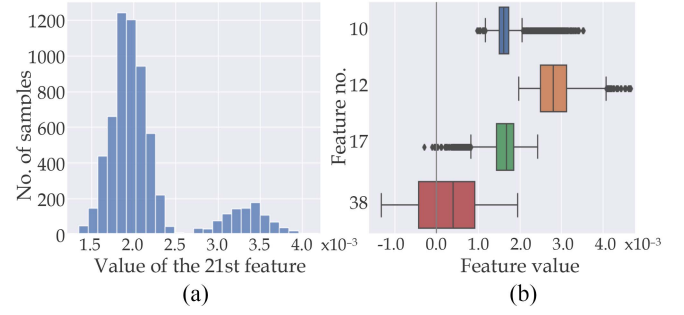 1200
1000
800
600
400
200
0
No. of samples
1.5 2.0 2.5 3.0 3.5 4.0 x10⁻³
Value of the 21st feature
(a)
10
12
17
38
Feature no.
-1.0 0.0 1.0 2.0 3.0 4.0 x10⁻³
Feature value
(b)